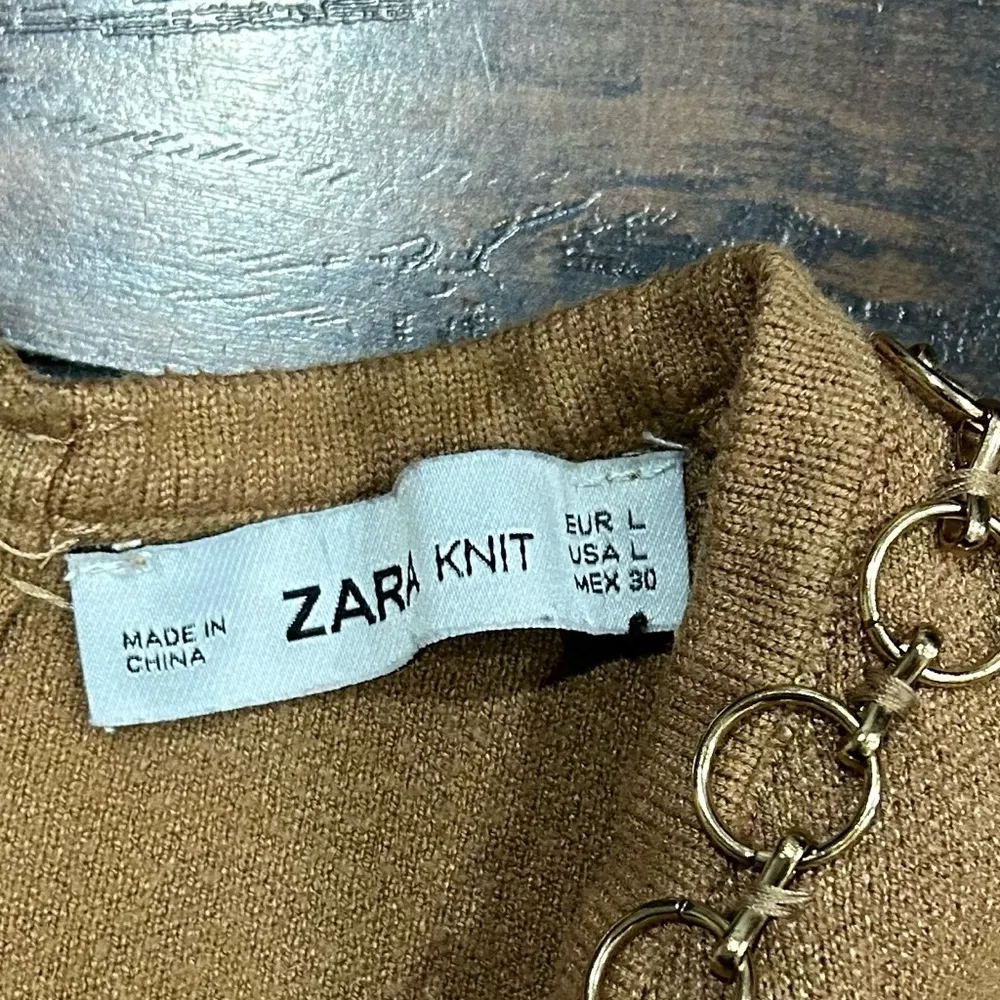 MADE IN
CHINA
ZARA KNIT
EUR L
USA L
MEX 30